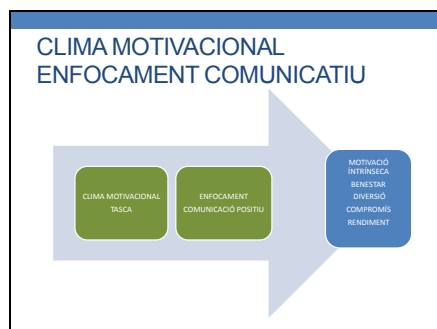 CLIMA MOTIVACIONAL
ENFOCAMENT COMUNICATIU
CLIMA MOTIVACIONAL
TASCA
ENFOCAMENT
COMUNICACIÓ POSITIU
MOTIVACIÓ
ÍNTRÍNSECA
BENESTAR
DIVERSIÓ
COMPROMÍS
RENDIMENT